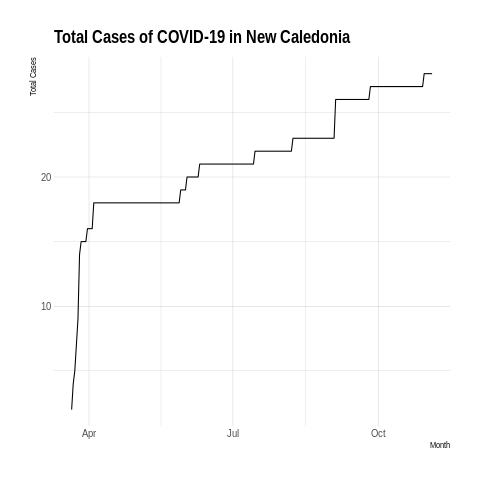 Total Cases of COVID-19 in New Caledonia
Total Cases
20
10
Apr Jul Oct
Month